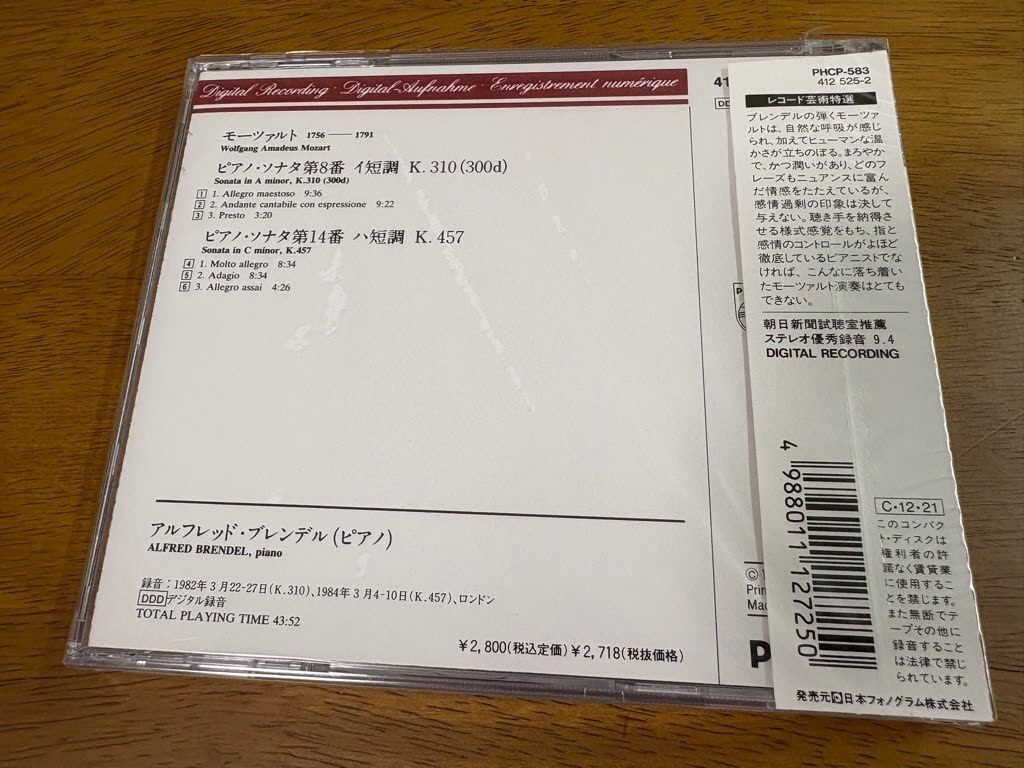 Digital Recording · Digital-Aufnahme · Enregistrement numérique
モーツァルト 1756 — 1791
Wolfgang Amadeus Mozart
ピアノ・ソナタ第8番 イ短調 K.310(300d)
Sonata in A minor, K.310 (300d)
1 1. Allegro maestoso 9:36
2 2. Andante cantabile con espressione 9:22
3 3. Presto 3:20
ピアノ・ソナタ第14番 ハ短調 K.457
Sonata in C minor, K.457
4 1. Molto allegro 8:34
5 2. Adagio 8:34
6 3. Allegro assai 4:26
アルフレッド・ブレンデル(ピアノ)
ALFRED BRENDEL, piano
録音:1982年3月22-27日(K.310)、1984年3月4-10日(K.457)、ロンドン
DDD デジタル録音
TOTAL PLAYING TIME 43:52
¥2,800(税込定価)¥2,718(税抜価格)
PHCP-583
412 525-2
レコード芸術特選
ブレンデルの弾くモーツァ
ルトは、自然な呼吸が感じ
られ、加えてヒューマンな温
かさが立ちのぼる。まろやか
で、かつ潤いがあり、どのフ
レーズもニュアンスに富ん
だ情感をたたえているが、
感情過剰の印象は決して
与えない。聴き手を納得さ
せる様式感覚をもち、指と
感情のコントロールがよほど
徹底しているピアニストでな
ければ、こんなに落ち着い
たモーツァルト演奏はとても
できない。
朝日新聞試聴室推薦
ステレオ優秀録音 9.4
DIGITAL RECORDING
4 988011 127250
C・12・21
このコンパク
ト・ディスクは
権利者の許
諾なく賃貸業
に使用するこ
とを禁じます。
また無断でテ
ープその他に
録音すること
は法律で禁じ
られています。
発売元 日本フォノグラム株式会社